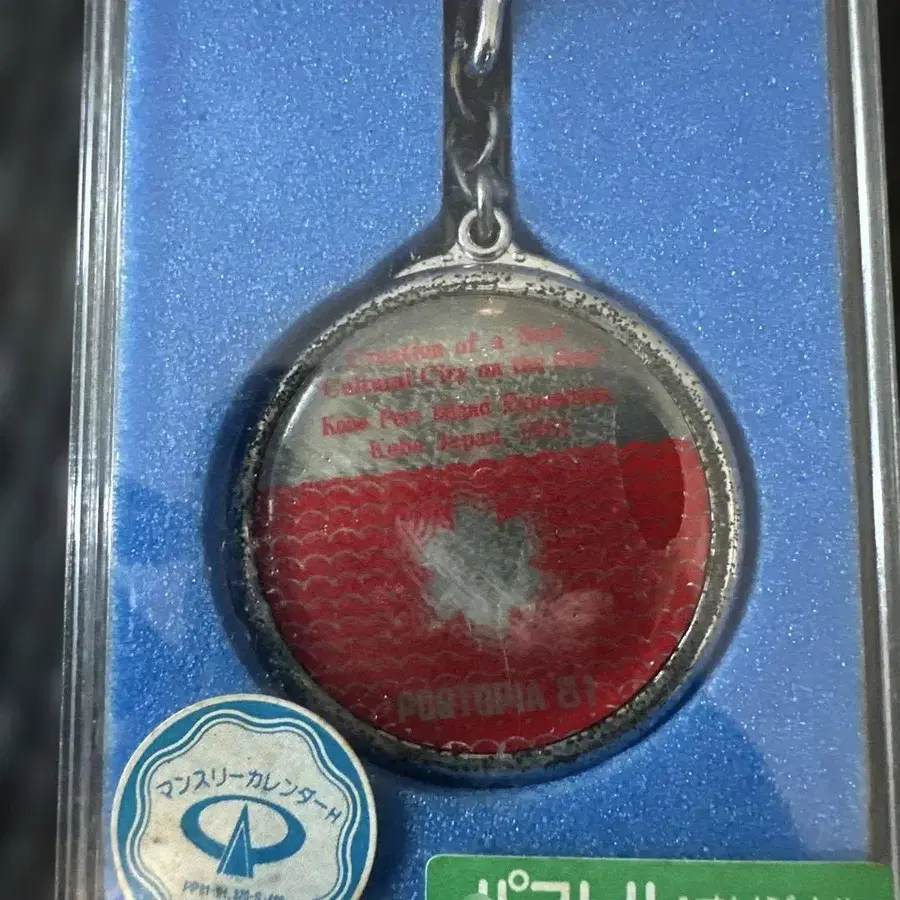 Creation of a New
Cultural City on the Sea
Kobe Port Island Exposition
Kobe Japan 1981
PORTOPIA '81
マンスリーカレンダーH